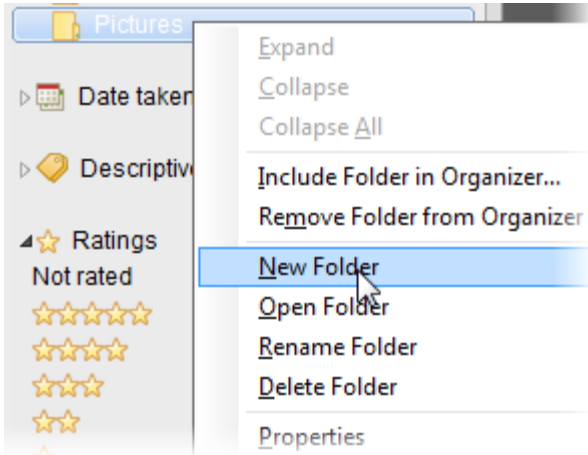 Pictures
Expand
Collapse
Date taken
Collapse All
Descriptiv
Include Folder in Organizer...
Remove Folder from Organizer
Ratings
New Folder
Not rated
Open Folder
Rename Folder
Delete Folder
Properties